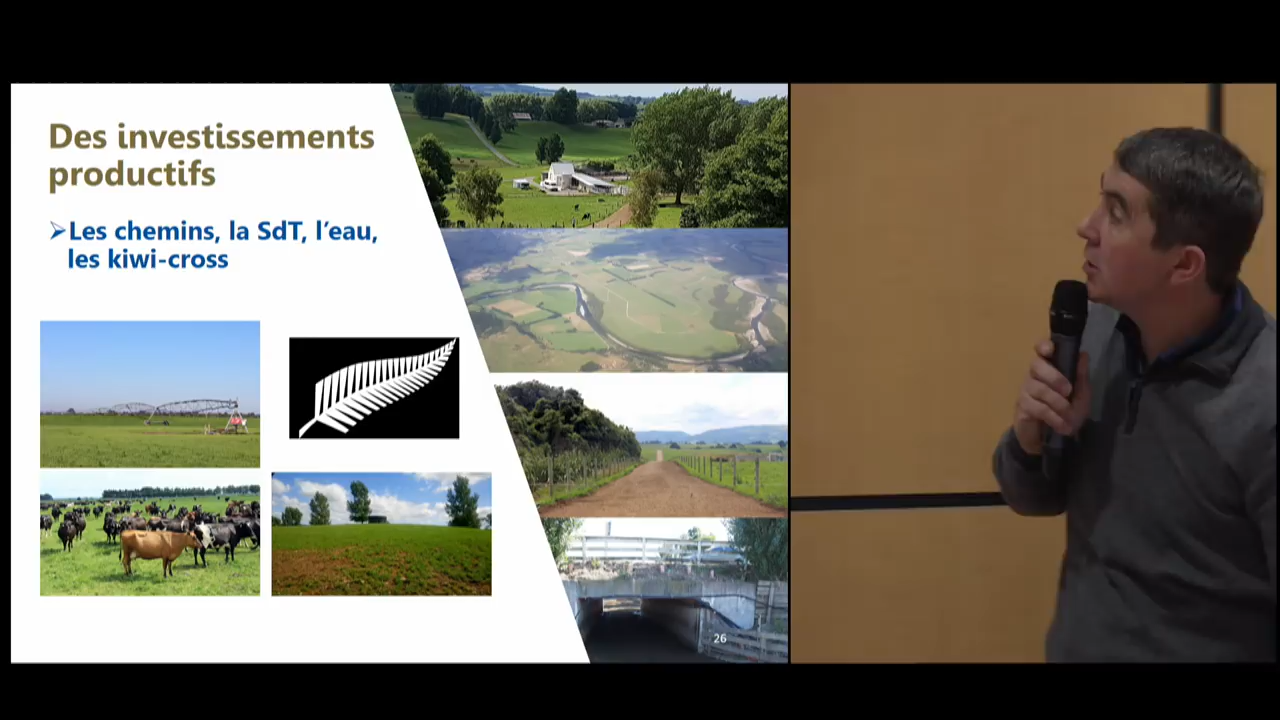 Des investissements
productifs
➢Les chemins, la SdT, l’eau,
les kiwi-cross
26